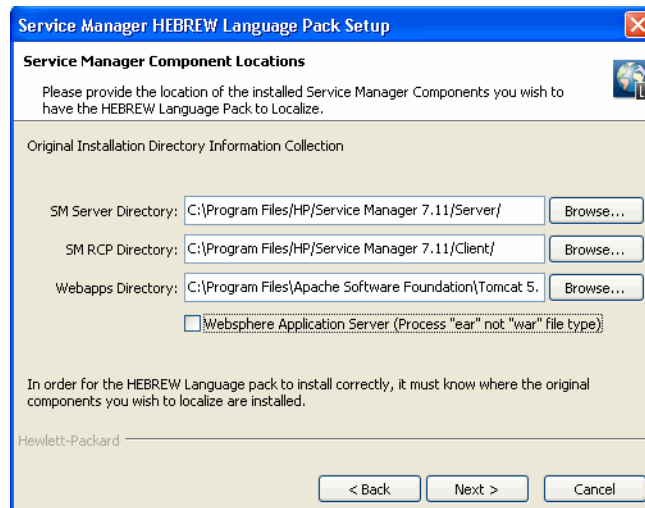 Service Manager HEBREW Language Pack Setup
Service Manager Component Locations
Please provide the location of the installed Service Manager Components you wish to
have the HEBREW Language Pack to Localize.
L
Original Installation Directory Information Collection
SM Server Directory: C:\Program Files/HP/Service Manager 7.11/Server/ Browse...
SM RCP Directory: C:\Program Files/HP/Service Manager 7.11/Client/ Browse...
Webapps Directory: C:\Program Files\Apache Software Foundation\Tomcat 5. Browse...
Websphere Application Server (Process "ear" not "war" file type)
In order for the HEBREW Language pack to install correctly, it must know where the original
components you wish to localize are installed.
Hewlett-Packard
< Back Next > Cancel